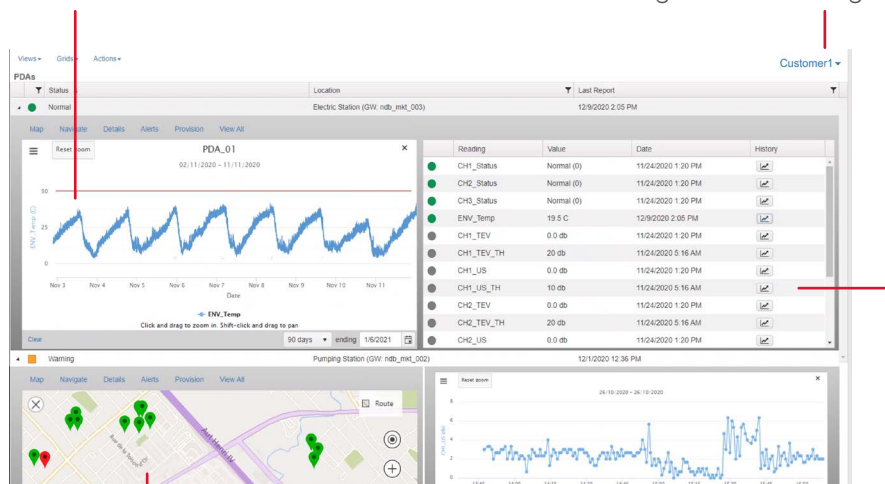 Customer1
Views Grids Actions
PDAs
Status Location Last Report
Normal Electric Station (GW: ndb_mkt_003) 12/9/2020 2:05 PM
Map Navigate Details Alerts Provision View All
Reset zoom PDA_01 ×
02/11/2020 – 11/11/2020
50
25
0
ENV_Temp (C)
Nov 3 Nov 4 Nov 5 Nov 6 Nov 7 Nov 8 Nov 9 Nov 10 Nov 11
Date
ENV_Temp
Click and drag to zoom in. Shift-click and drag to pan
Clear 90 days ending 1/6/2021
Reading Value Date History
CH1_Status Normal (0) 11/24/2020 1:20 PM
CH2_Status Normal (0) 11/24/2020 1:20 PM
CH3_Status Normal (0) 11/24/2020 1:20 PM
ENV_Temp 19.5 C 12/9/2020 2:05 PM
CH1_TEV 0.0 db 11/24/2020 1:20 PM
CH1_TEV_TH 20 db 11/24/2020 5:16 AM
CH1_US 0.0 db 11/24/2020 1:20 PM
CH1_US_TH 10 db 11/24/2020 5:16 AM
CH2_TEV 0.0 db 11/24/2020 1:20 PM
CH2_TEV_TH 20 db 11/24/2020 5:16 AM
CH2_US 0.0 db 11/24/2020 1:20 PM
Warning Pumping Station (GW: ndb_mkt_002) 12/1/2020 12:36 PM
Map Navigate Details Alerts Provision View All
Route
Aut Henri IV
Reset zoom ×
26/10/2020 – 26/10/2020
8
6
4
2
0